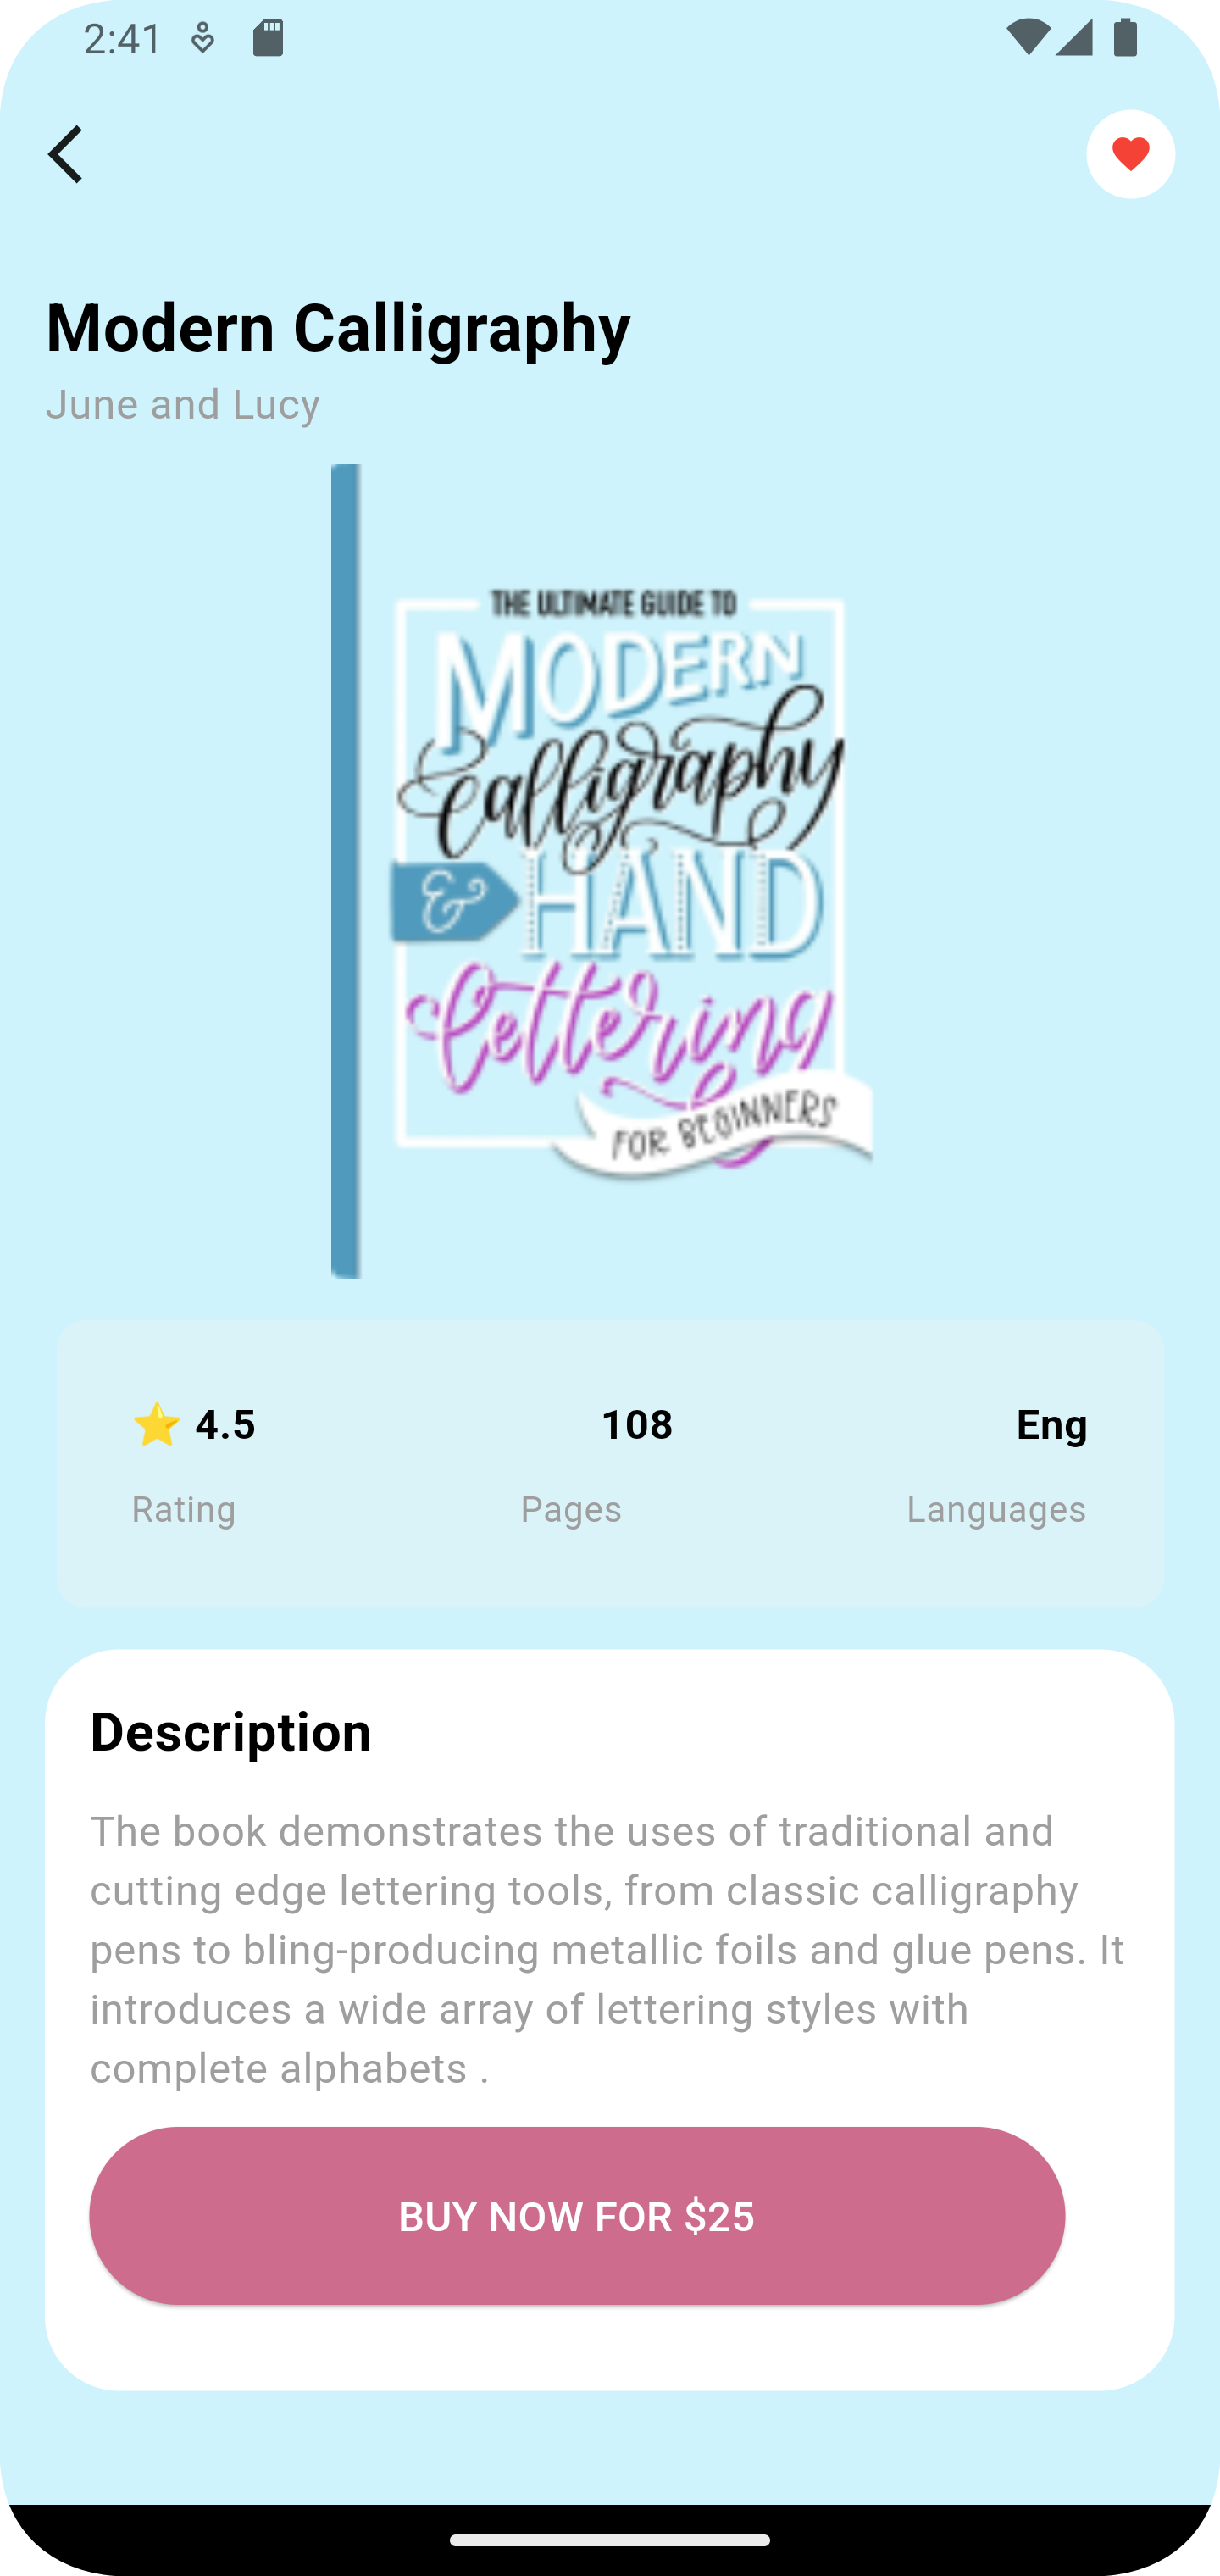 2:41
Modern Calligraphy
June and Lucy
THE ULTIMATE GUIDE TO
MODERN
Calligraphy
& HAND
lettering
FOR BEGINNERS
⭐ 4.5 108 Eng
Rating Pages Languages
Description
The book demonstrates the uses of traditional and
cutting edge lettering tools, from classic calligraphy
pens to bling-producing metallic foils and glue pens. It
introduces a wide array of lettering styles with
complete alphabets .
BUY NOW FOR $25